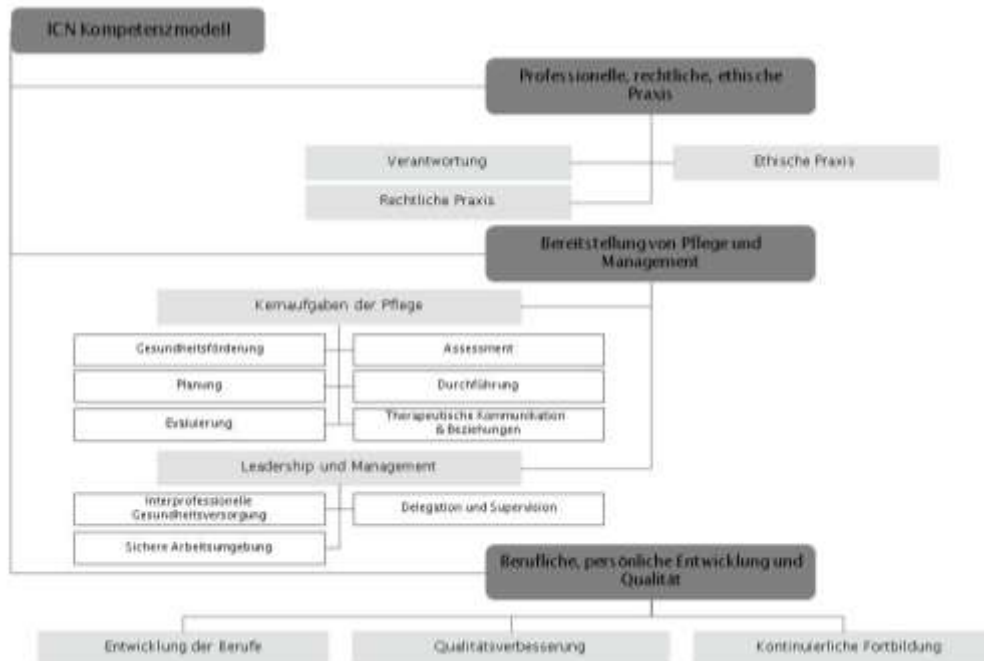 ICN Kompetenzmodell
Professionelle, rechtliche, ethische
Praxis
Verantwortung
Ethische Praxis
Rechtliche Praxis
Bereitstellung von Pflege und
Management
Kernaufgaben der Pflege
Gesundheitsförderung
Assessment
Planung
Durchführung
Evaluierung
Therapeutische Kommunikation
& Beziehungen
Leadership und Management
Interprofessionelle
Gesundheitsversorgung
Delegation und Supervision
Sichere Arbeitsumgebung
Berufliche, persönliche Entwicklung und
Qualität
Entwicklung der Berufe
Qualitätsverbesserung
Kontinuierliche Fortbildung